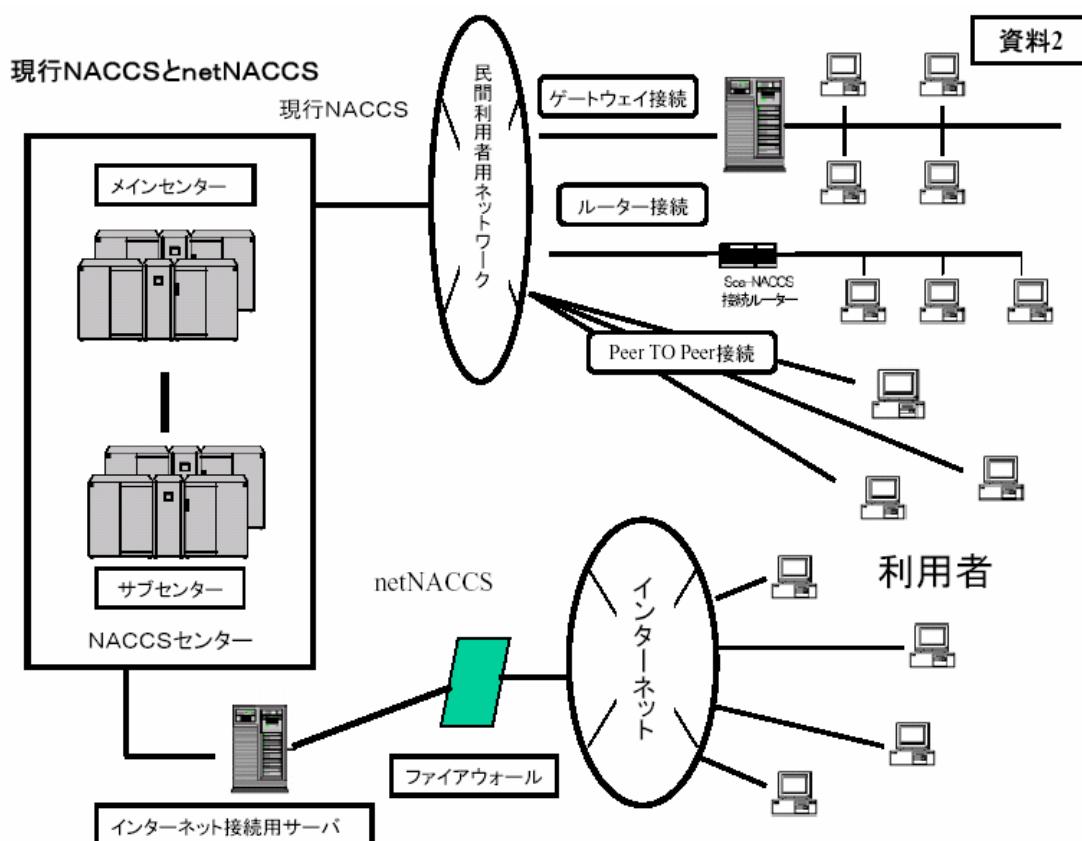 資料2
現行NACCSとnetNACCS
現行NACCS
民間利用者用ネットワーク
ゲートウェイ接続
メインセンター
ルーター接続
Sea-NACCS
接続ルーター
Peer TO Peer接続
サブセンター
NACCSセンター
netNACCS
インターネット
利用者
ファイアウォール
インターネット接続用サーバ